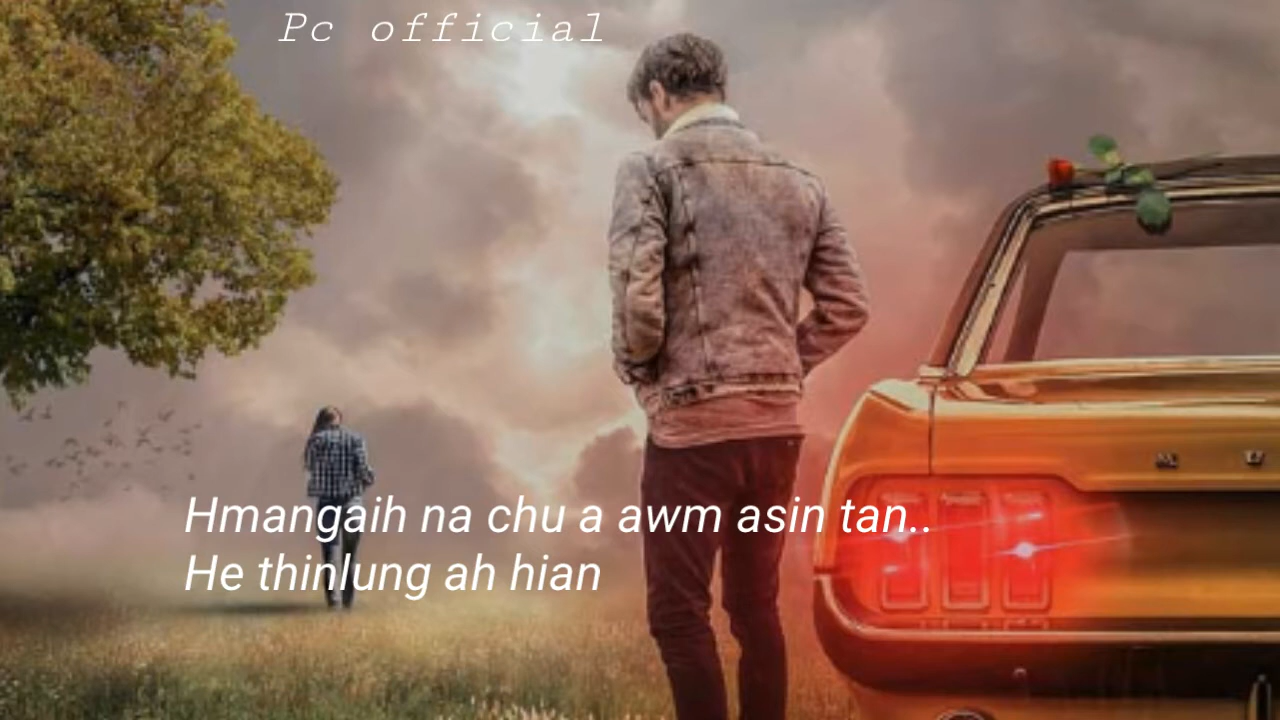 Pc official
Hmangaih na chu a awm asin tan..
He thinlung ah hian
M U